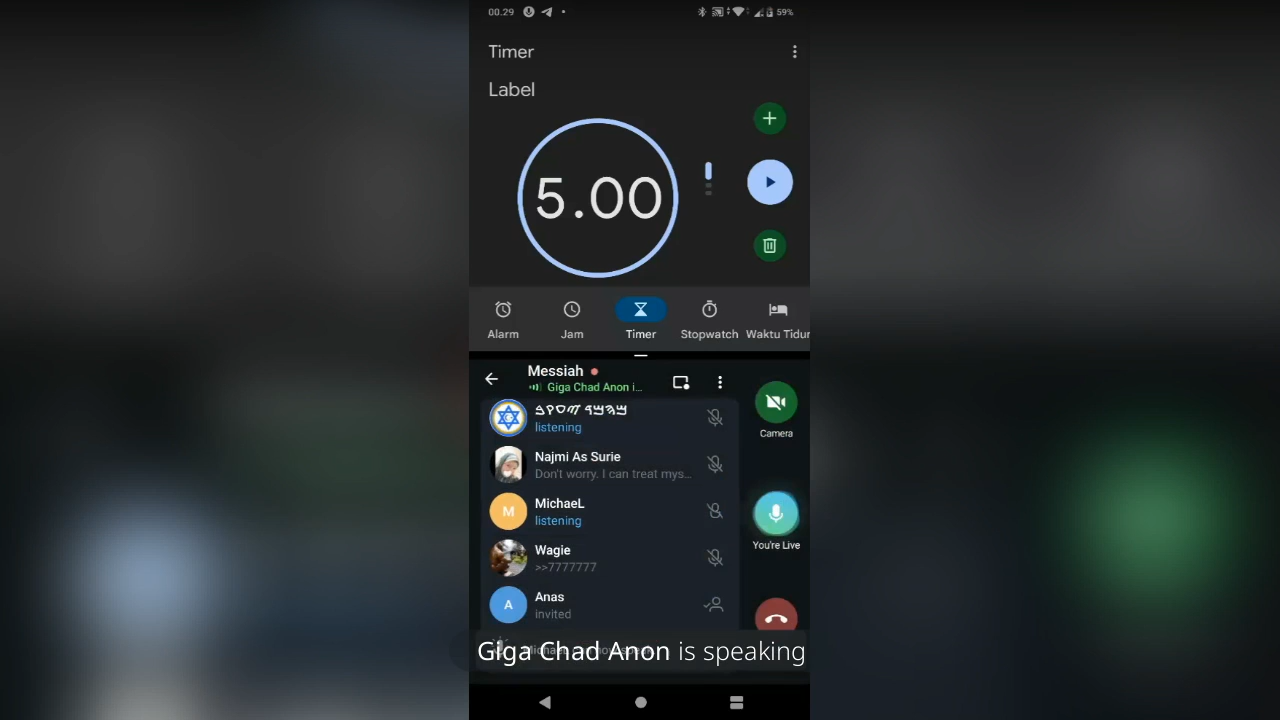 00.29
59%
Timer
Label
5.00
Alarm
Jam
Timer
Stopwatch
Waktu Tidur
Messiah
Giga Chad Anon i...
listening
Camera
Najmi As Surie
Don't worry. I can treat mys...
MichaeL
listening
You're Live
Wagie
>>7777777
Anas
invited
Giga Chad Anon is speaking